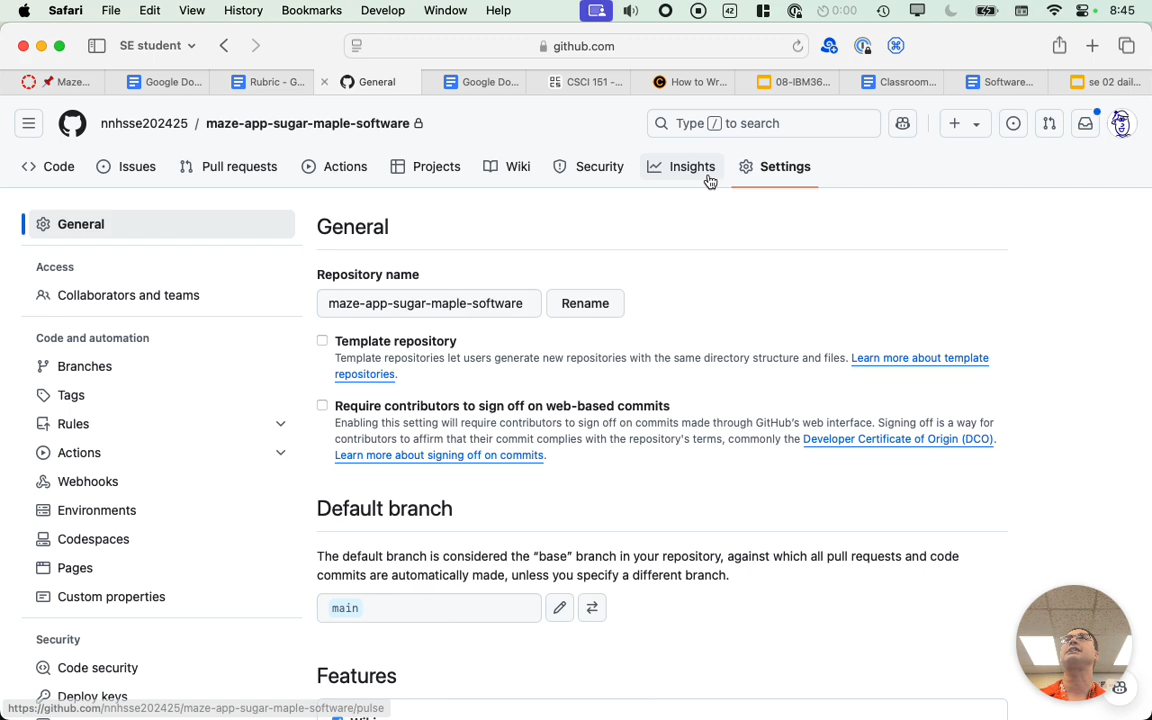 Safari File Edit View History Bookmarks Develop Window Help 42 0:00 8:45
SE student github.com
Maze... Google Do... Rubric - G... General Google Do... CSCI 151 -... How to Wr... 08-IBM36... Classroom... Software... se 02 dail...
nnhsse202425 / maze-app-sugar-maple-software Type / to search
Code Issues Pull requests Actions Projects Wiki Security Insights Settings
General
Access
Collaborators and teams
Code and automation
Branches
Tags
Rules
Actions
Webhooks
Environments
Codespaces
Pages
Custom properties
Security
Code security
Deploy keys
https://github.com/nnhsse202425/maze-app-sugar-maple-software/pulse
General
Repository name
maze-app-sugar-maple-software Rename
Template repository
Template repositories let users generate new repositories with the same directory structure and files. Learn more about template
repositories.
Require contributors to sign off on web-based commits
Enabling this setting will require contributors to sign off on commits made through GitHub's web interface. Signing off is a way for
contributors to affirm that their commit complies with the repository's terms, commonly the Developer Certificate of Origin (DCO).
Learn more about signing off on commits.
Default branch
The default branch is considered the "base" branch in your repository, against which all pull requests and code
commits are automatically made, unless you specify a different branch.
main
Features